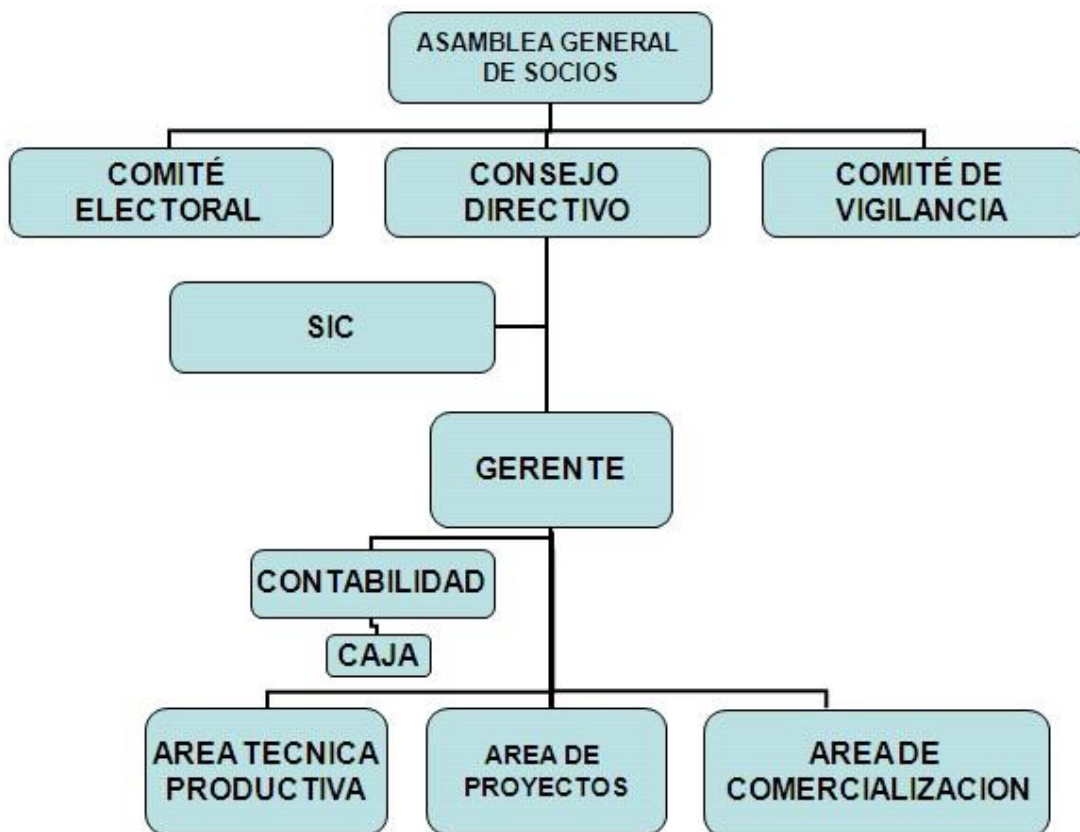 ASAMBLEA GENERAL
DE SOCIOS
COMITÉ
ELECTORAL
CONSEJO
DIRECTIVO
COMITÉ DE
VIGILANCIA
SIC
GERENTE
CONTABILIDAD
CAJA
AREA TECNICA
PRODUCTIVA
AREA DE
PROYECTOS
AREA DE
COMERCIALIZACION